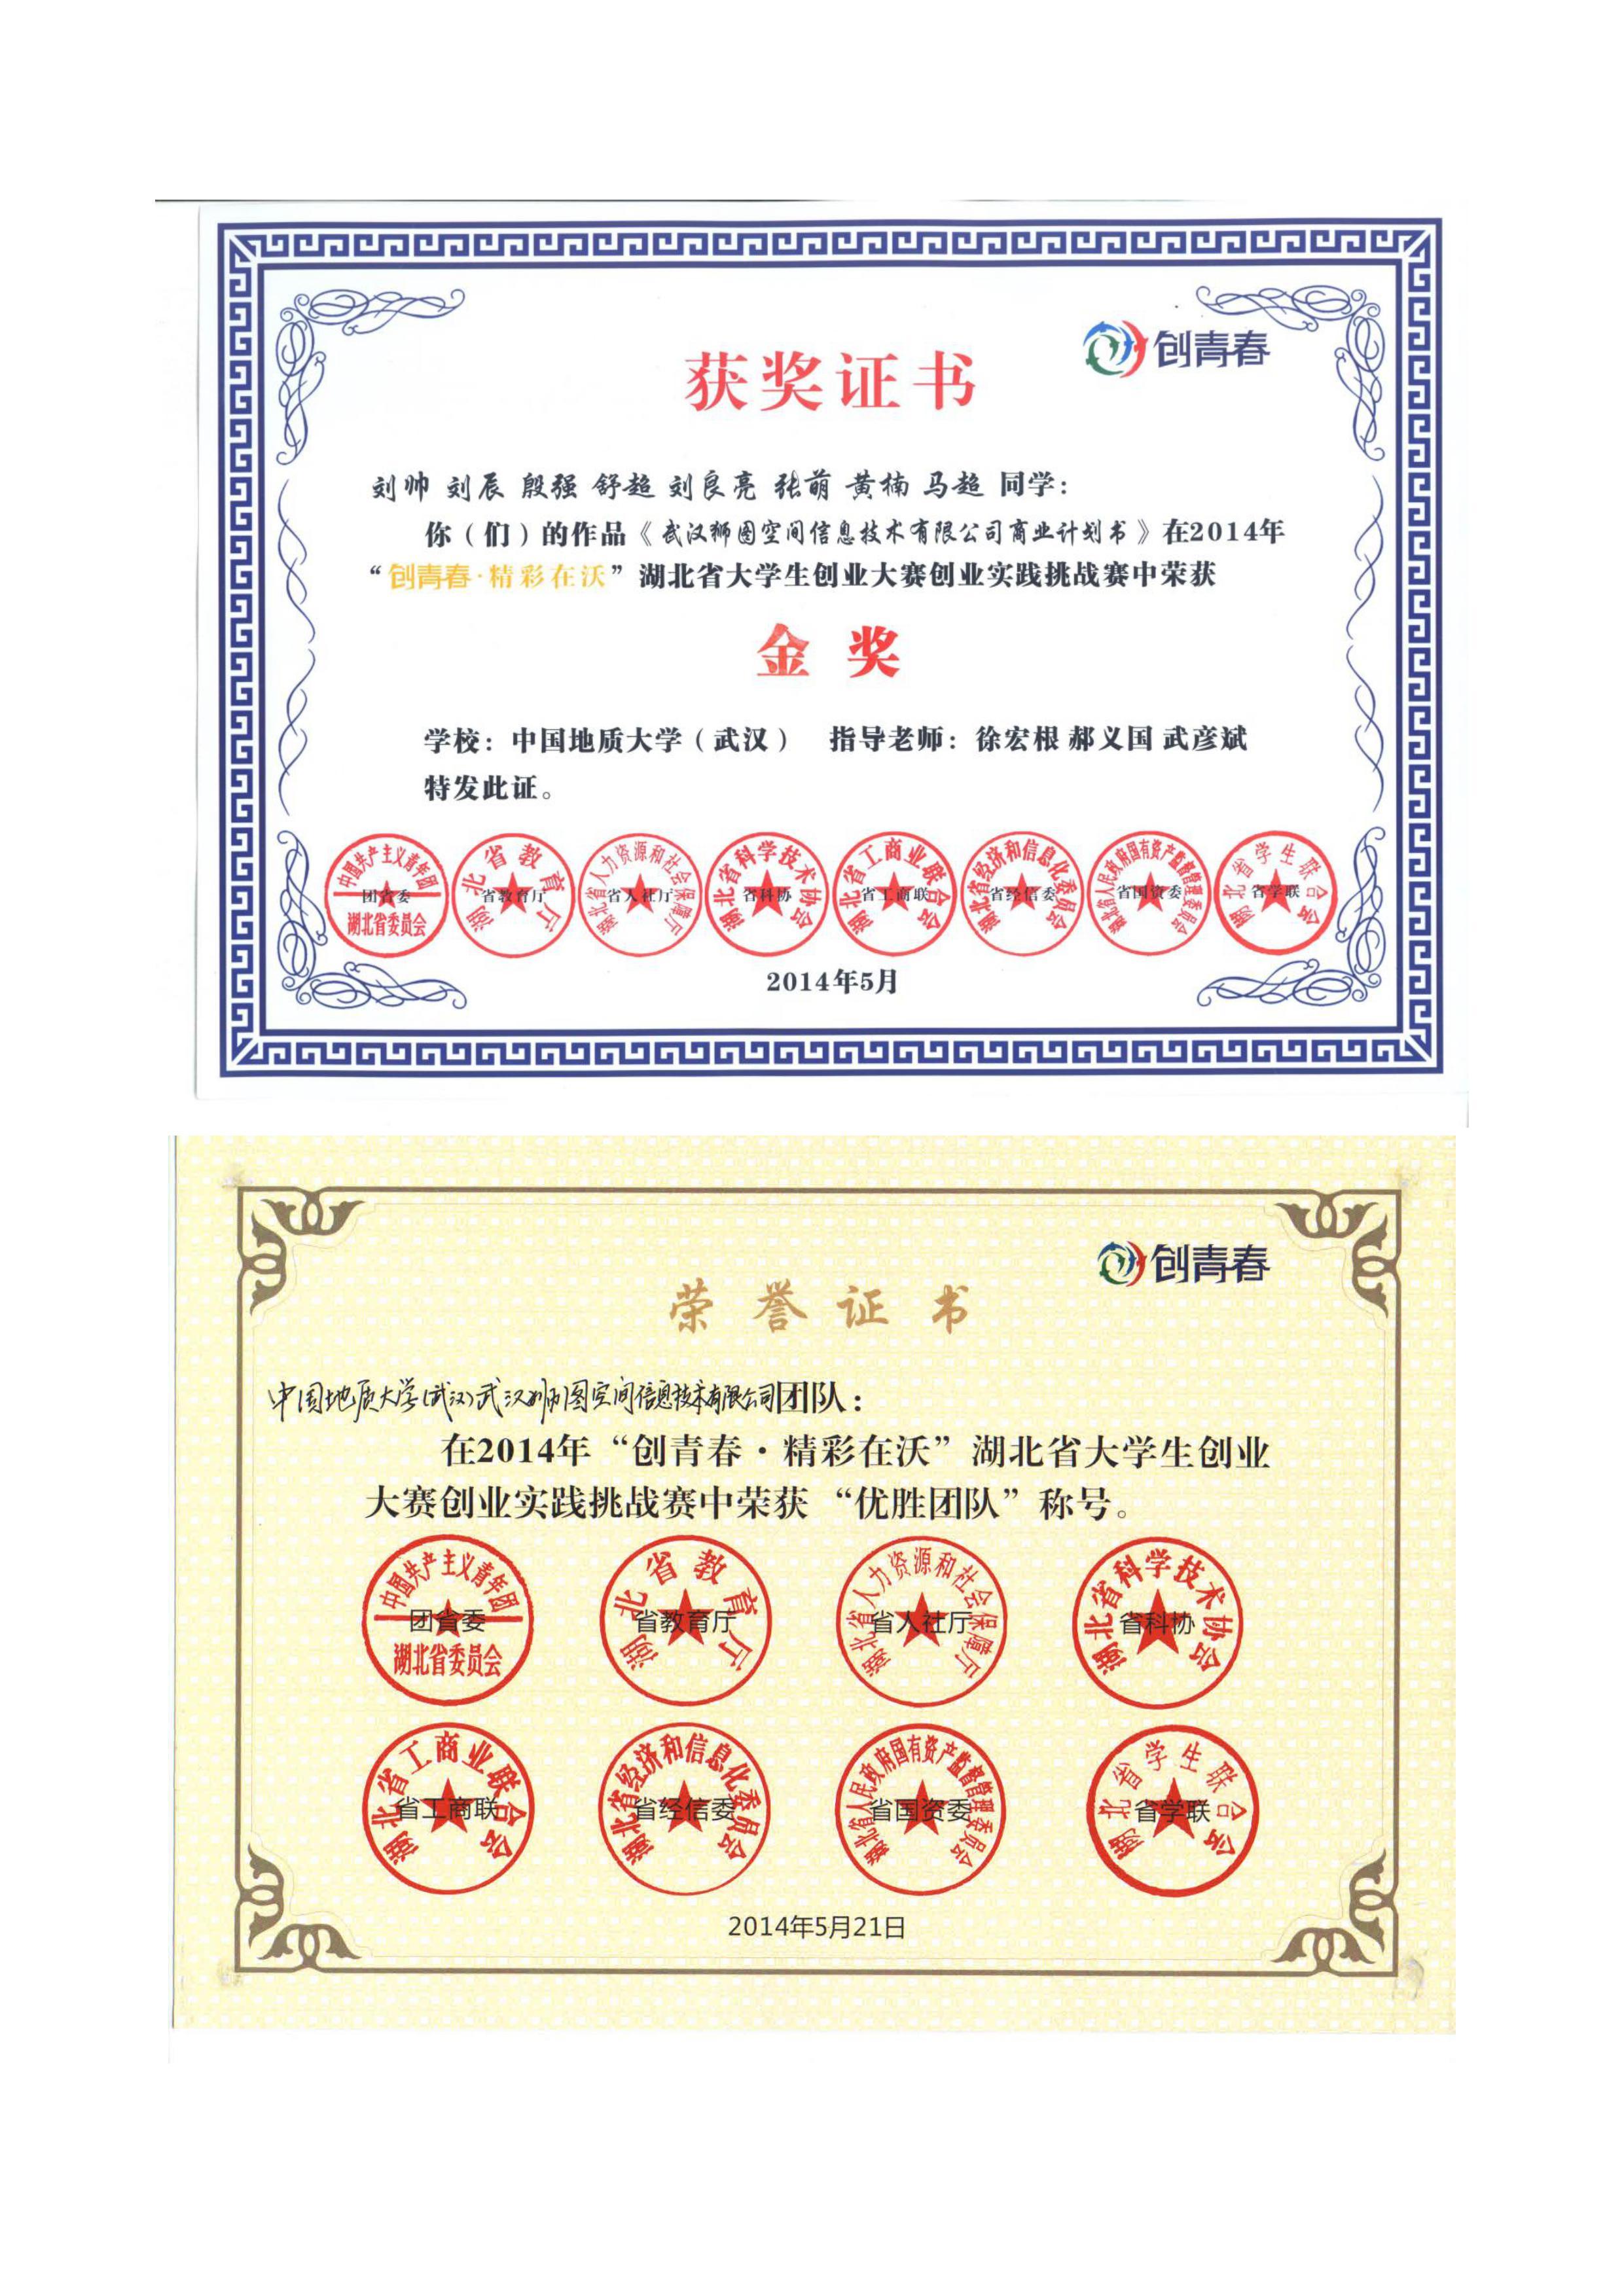 创青春
获奖证书
刘帅 刘辰 殷强 舒超 刘良亮 张萌 黄楠 马超 同学：
你（们）的作品《武汉狮图空间信息技术有限公司商业计划书》在2014年
“创青春·精彩在沃”湖北省大学生创业大赛创业实践挑战赛中荣获
金 奖
学校：中国地质大学（武汉） 指导老师：徐宏根 郝义国 武彦斌
特发此证。
中国共产主义青年团 湖北省委员会 团省委
湖北省教育厅 省教育厅
湖北省人力资源和社会保障厅 省人社厅
湖北省科学技术协会 省科协
湖北省工商业联合会 省工商联
湖北省经济和信息化委员会 省经信委
湖北省人民政府国有资产监督管理委员会 省国资委
湖北省学生联合会 省学联
2014年5月
创青春
荣誉证书
中国地质大学(武汉)武汉狮图空间信息技术有限公司团队：
在2014年“创青春·精彩在沃”湖北省大学生创业
大赛创业实践挑战赛中荣获“优胜团队”称号。
中国共产主义青年团 湖北省委员会 团省委
湖北省教育厅 省教育厅
湖北省人力资源和社会保障厅 省人社厅
湖北省科学技术协会 省科协
湖北省工商业联合会 省工商联
湖北省经济和信息化委员会 省经信委
湖北省人民政府国有资产监督管理委员会 省国资委
湖北省学生联合会 省学联
2014年5月21日